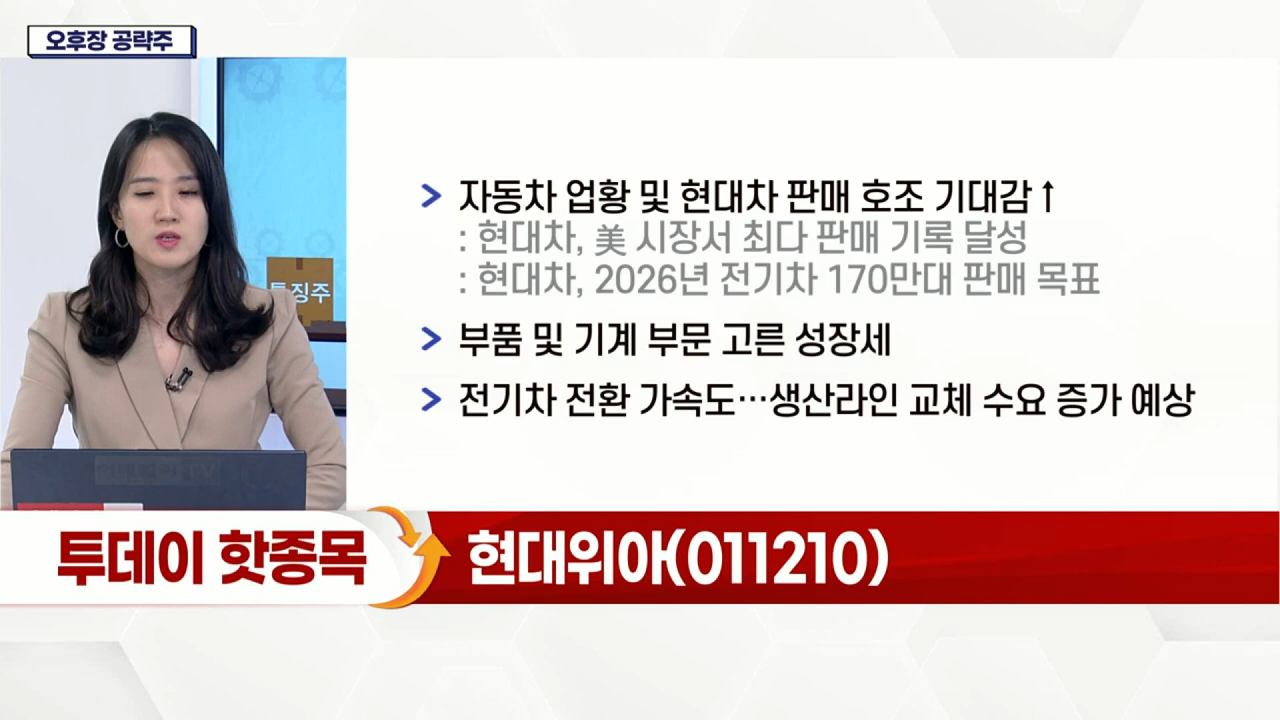 오후장 공략주
특징주
> 자동차 업황 및 현대차 판매 호조 기대감↑
: 현대차, 美 시장서 최다 판매 기록 달성
: 현대차, 2026년 전기차 170만대 판매 목표
> 부품 및 기계 부문 고른 성장세
> 전기차 전환 가속도…생산라인 교체 수요 증가 예상
투데이 핫종목
현대위아(011210)